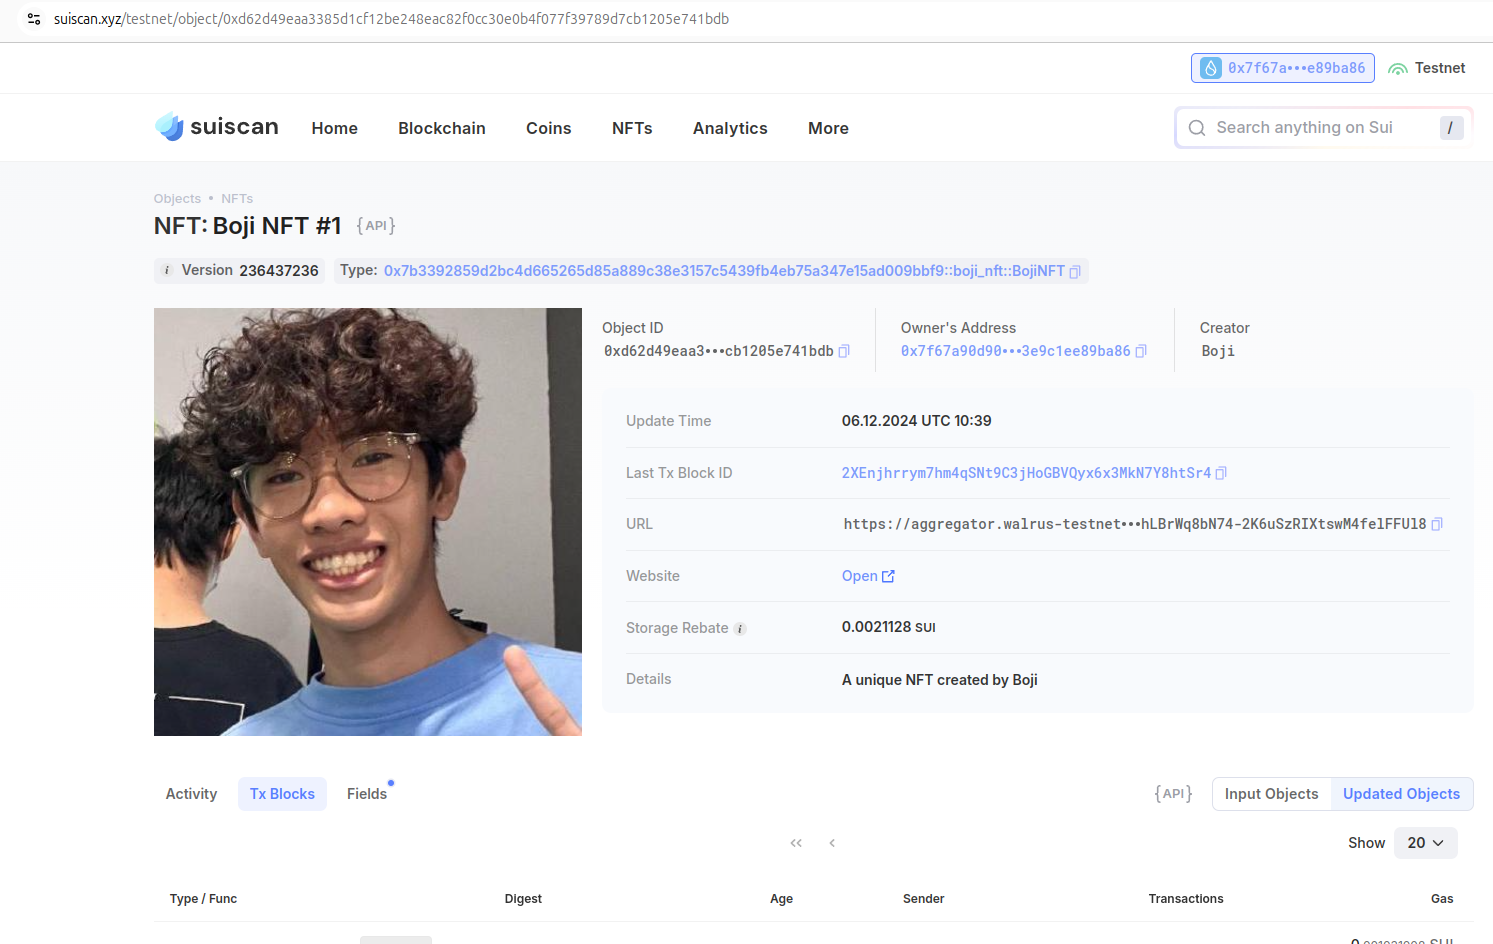 suiscan.xyz/testnet/object/0xd62d49eaa3385d1cf12be248eac82f0cc30e0b4f077f39789d7cb1205e741bdb
0x7f67a•••e89ba86 Testnet
suiscan Home Blockchain Coins NFTs Analytics More Search anything on Sui /
Objects • NFTs
NFT: Boji NFT #1 {API}
i Version 236437236 Type: 0x7b3392859d2bc4d665265d85a889c38e3157c5439fb4eb75a347e15ad009bbf9::boji_nft::BojiNFT
Object ID Owner's Address Creator
0xd62d49eaa3•••cb1205e741bdb 0x7f67a90d90•••3e9c1ee89ba86 Boji
Update Time 06.12.2024 UTC 10:39
Last Tx Block ID 2XEnjhrrym7hm4qSNt9C3jHoGBVQyx6x3MkN7Y8htSr4
URL https://aggregator.walrus-testnet•••hLBrWq8bN74-2K6uSzRIXtswM4felFFUl8
Website Open
Storage Rebate i 0.0021128 SUI
Details A unique NFT created by Boji
Activity Tx Blocks Fields {API} Input Objects Updated Objects
Show 20
Type / Func Digest Age Sender Transactions Gas